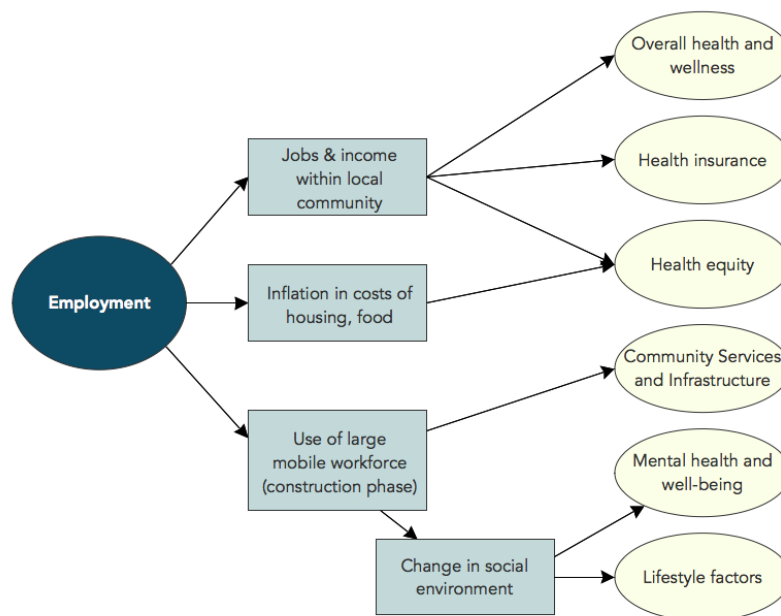 Overall health and
wellness
Jobs & income
within local
community
Health insurance
Employment
Inflation in costs of
housing, food
Health equity
Community Services
and Infrastructure
Use of large
mobile workforce
(construction phase)
Mental health and
well-being
Change in social
environment
Lifestyle factors